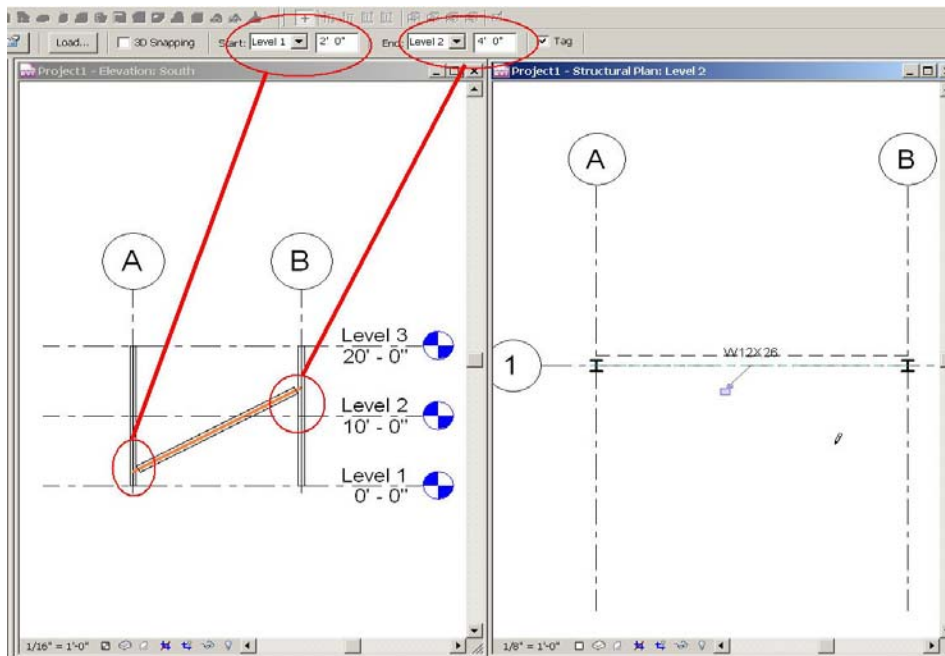 Load... 3D Snapping Start: Level 1 2' 0" End: Level 2 4' 0" Tag
Project1 - Elevation: South
Project1 - Structural Plan: Level 2
A B
A B
Level 3
20' - 0"
W12X26
1
Level 2
10' - 0"
Level 1
0' - 0"
1/16" = 1'-0"
1/8" = 1'-0"